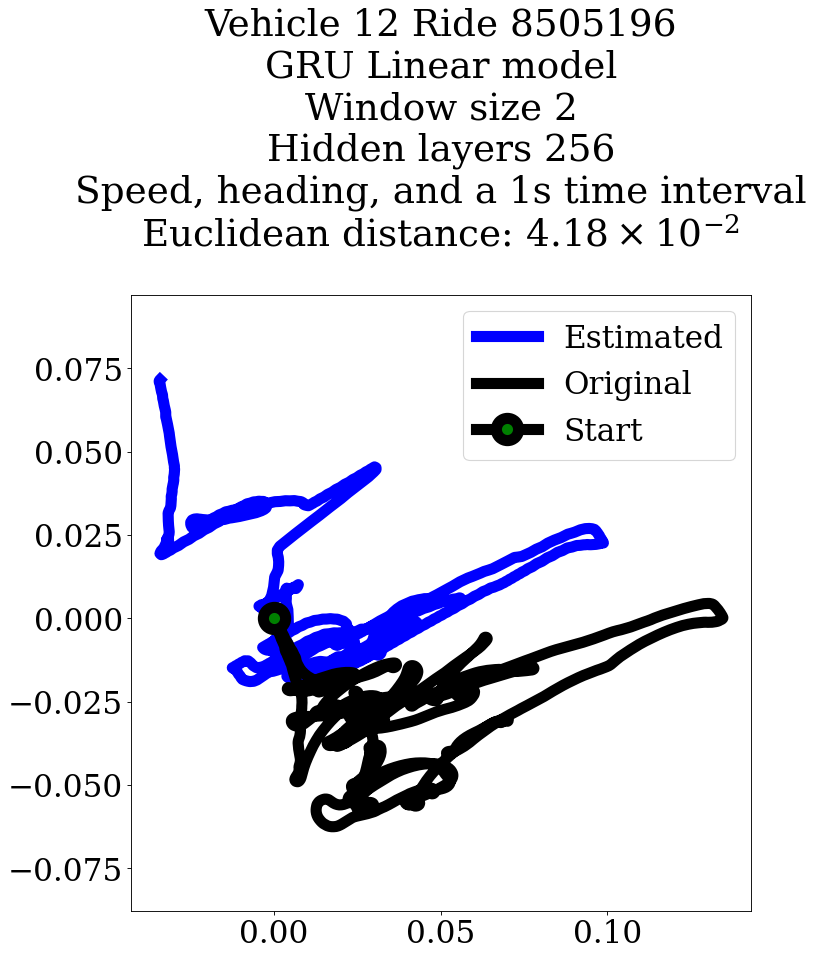 Vehicle 12 Ride 8505196
GRU Linear model
Window size 2
Hidden layers 256
Speed, heading, and a 1s time interval
Euclidean distance: 4.18 × 10⁻²
Estimated
Original
Start
0.075
0.050
0.025
0.000
−0.025
−0.050
−0.075
0.00 0.05 0.10